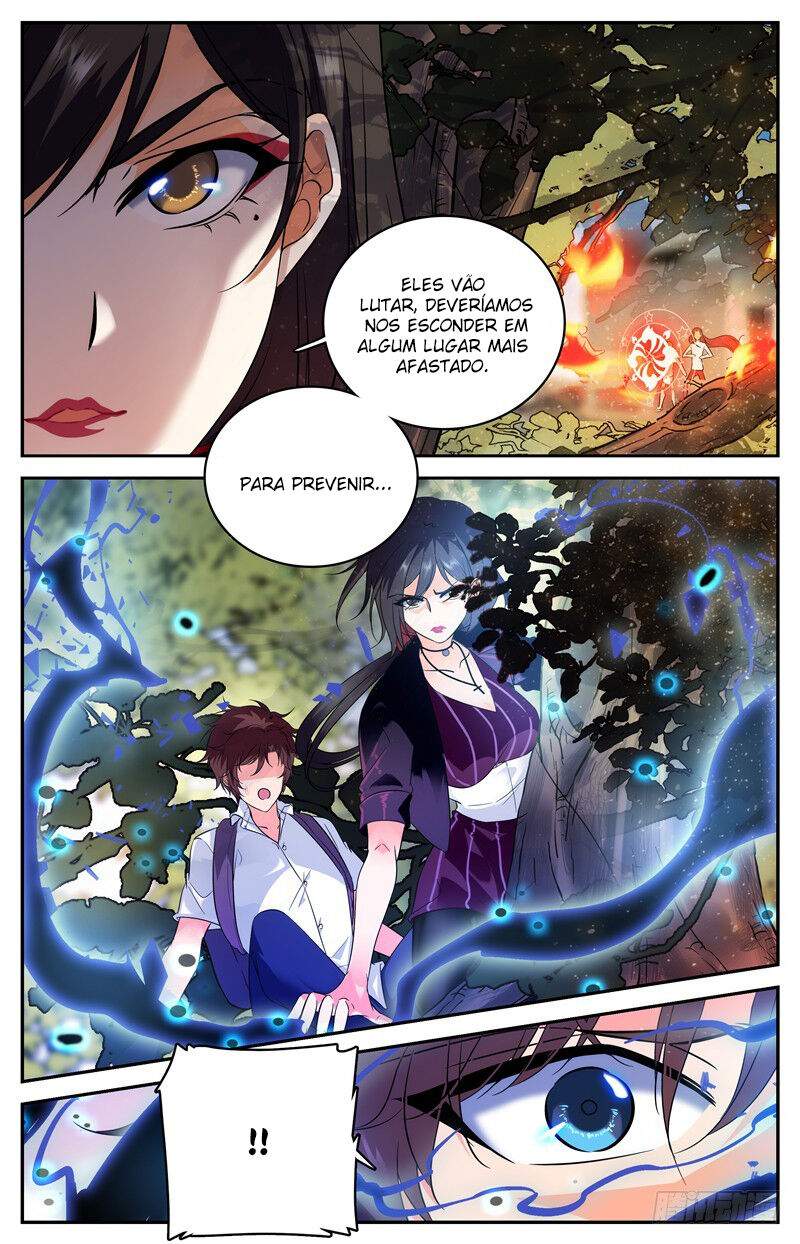 ELES VÃO
LUTAR, DEVERÍAMOS
NOS ESCONDER EM
ALGUM LUGAR MAIS
AFASTADO.
PARA PREVENIR...
!!